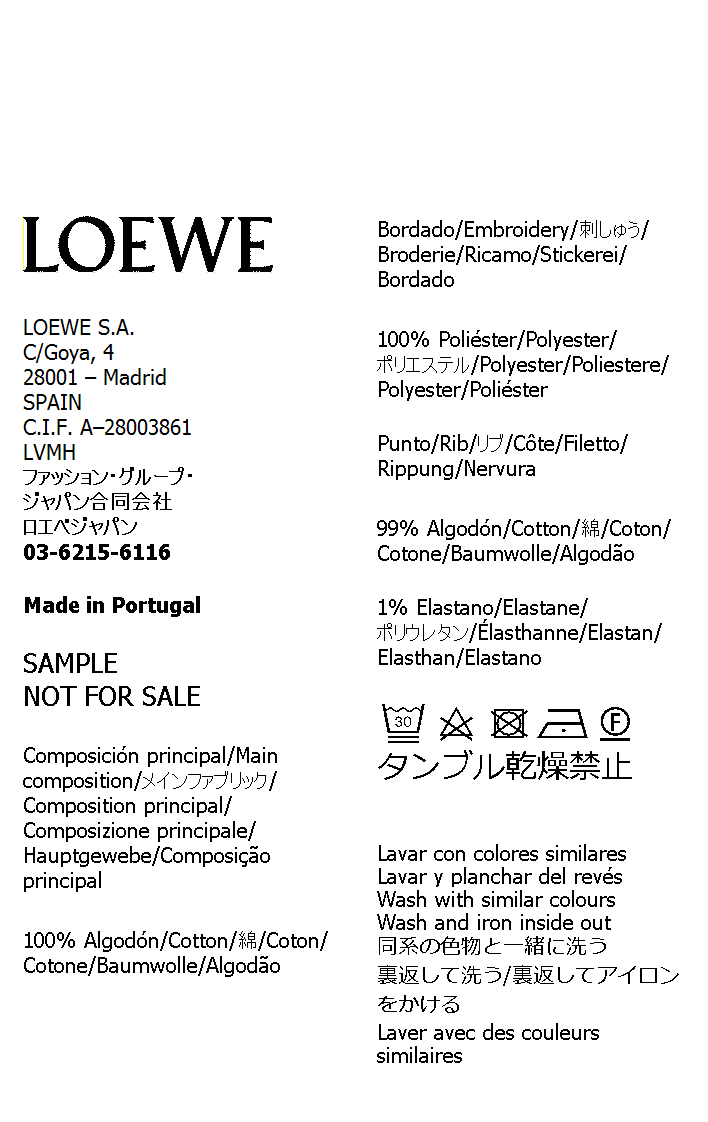 LOEWE
LOEWE S.A.
C/Goya, 4
28001 – Madrid
SPAIN
C.I.F. A–28003861
LVMH
ファッション・グループ・
ジャパン合同会社
ロエベジャパン
03-6215-6116
Made in Portugal
SAMPLE
NOT FOR SALE
Composición principal/Main
composition/メインファブリック/
Composition principal/
Composizione principale/
Hauptgewebe/Composição
principal
100% Algodón/Cotton/綿/Coton/
Cotone/Baumwolle/Algodão
Bordado/Embroidery/刺しゅう/
Broderie/Ricamo/Stickerei/
Bordado
100% Poliéster/Polyester/
ポリエステル/Polyester/Poliestere/
Polyester/Poliéster
Punto/Rib/リブ/Côte/Filetto/
Rippung/Nervura
99% Algodón/Cotton/綿/Coton/
Cotone/Baumwolle/Algodão
1% Elastano/Elastane/
ポリウレタン/Élasthanne/Elastan/
Elasthan/Elastano
30 F
タンブル乾燥禁止
Lavar con colores similares
Lavar y planchar del revés
Wash with similar colours
Wash and iron inside out
同系の色物と一緒に洗う
裏返して洗う/裏返してアイロン
をかける
Laver avec des couleurs
similaires